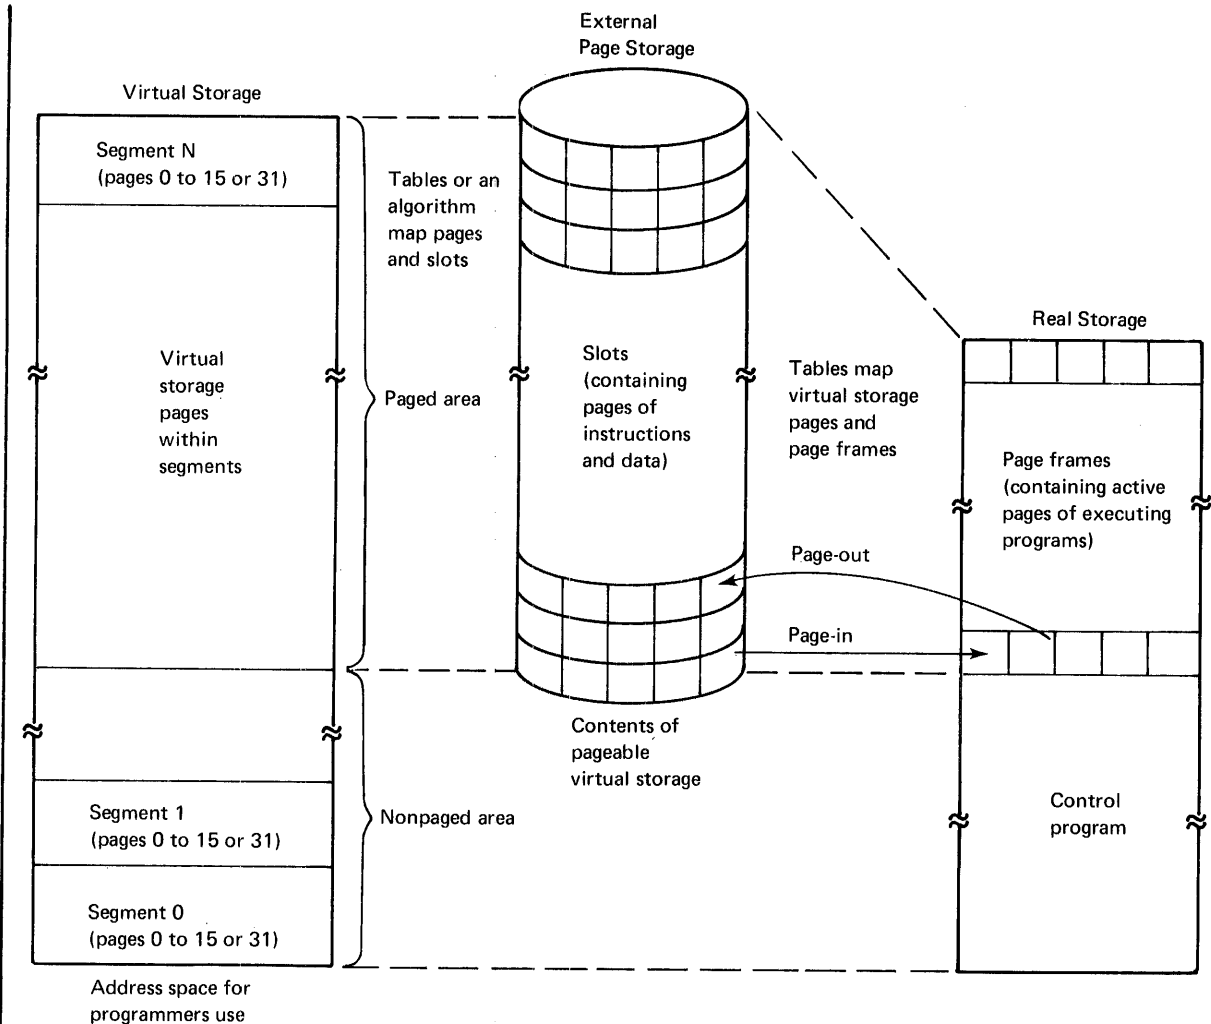 External
Page Storage
Virtual Storage
Segment N
(pages 0 to 15 or 31)
Tables or an
algorithm
map pages
and slots
Real Storage
Virtual
storage
pages
within
segments
Paged area
Slots
(containing
pages of
instructions
and data)
Tables map
virtual storage
pages and
page frames
Page frames
(containing active
pages of executing
programs)
Page-out
Page-in
Contents of
pageable
virtual storage
Segment 1
(pages 0 to 15 or 31)
Nonpaged area
Control
program
Segment 0
(pages 0 to 15 or 31)
Address space for
programmers use